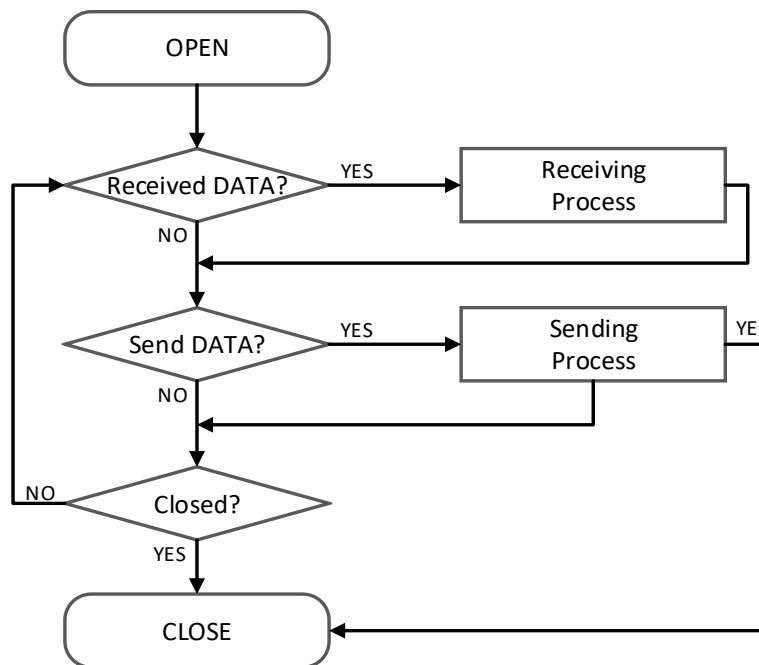 OPEN
Received DATA?
YES
Receiving
Process
NO
Send DATA?
YES
Sending
Process
YE
NO
Closed?
NO
YES
CLOSE